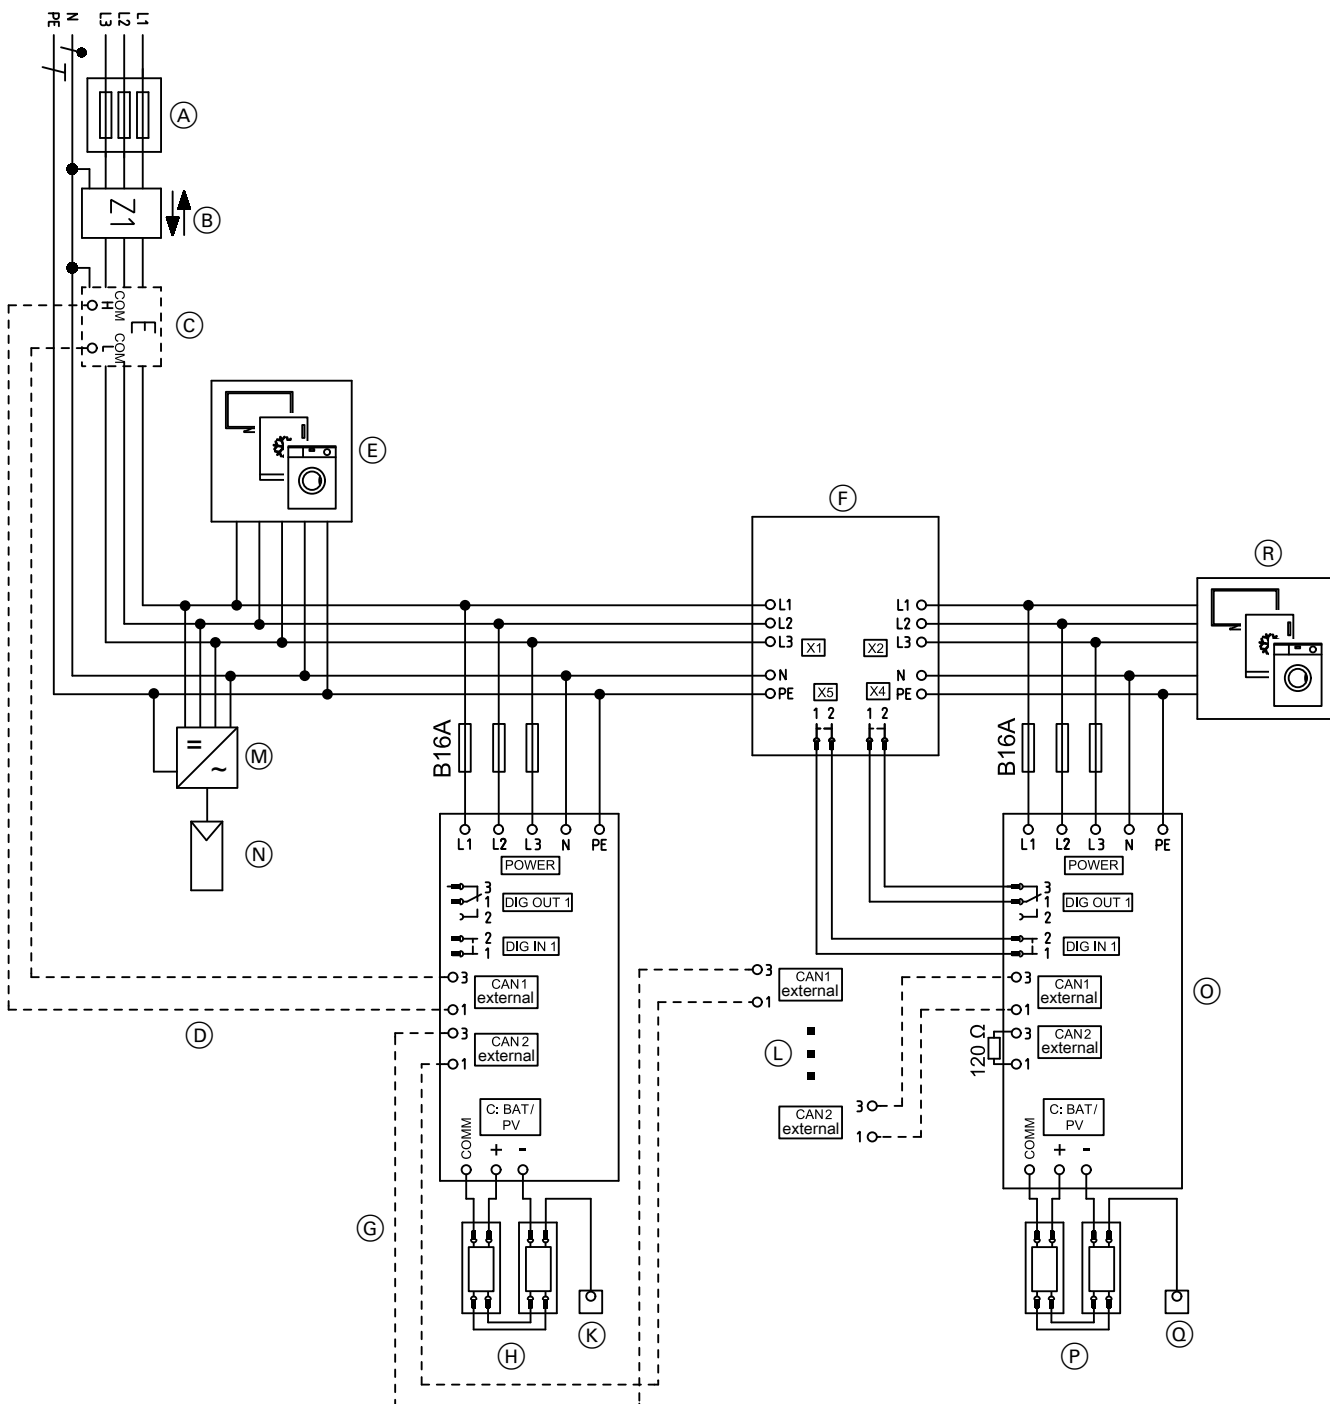 PE N L3 L2 L1
A
Z1
B
H COM
L COM
E
C
N
E
F
R
N
L1
L2
L3
N
PE
X1
X2
X5
X4
L1
L2
L3
N
PE
1 2
1 2
B16A
B16A
=
~
M
N
L1 L2 L3 N PE
POWER
3
1
2
DIG OUT 1
2
1
DIG IN 1
3
1
CAN1
external
3
1
CAN2
external
D
C: BAT/
PV
COMM
+ -
G
H
K
3
1
CAN1
external
L
CAN2
external
3
1
L1 L2 L3 N PE
POWER
3
1
2
DIG OUT 1
2
1
DIG IN 1
3
1
CAN1
external
O
3
1
CAN2
external
120 Ω
C: BAT/
PV
COMM
+ -
P
Q